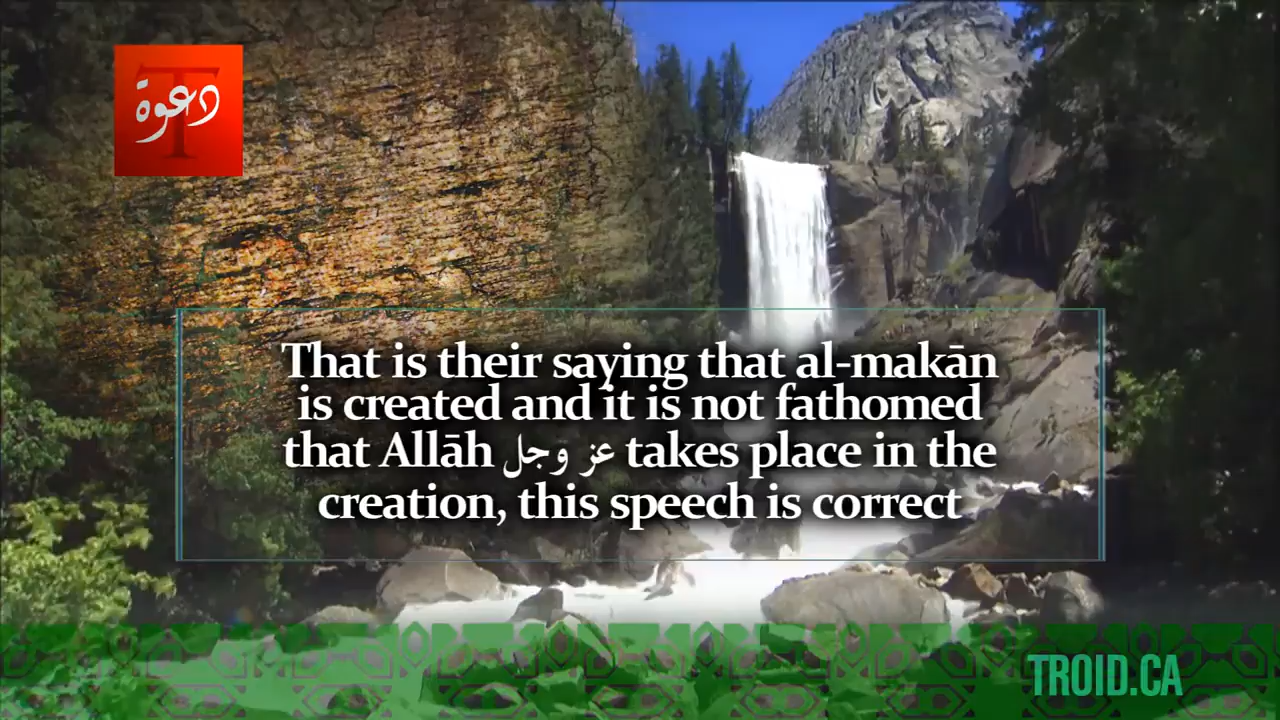 دعوة
T
That is their saying that al-makān
is created and it is not fathomed
that Allāh عز وجل takes place in the
creation, this speech is correct
TROID.CA